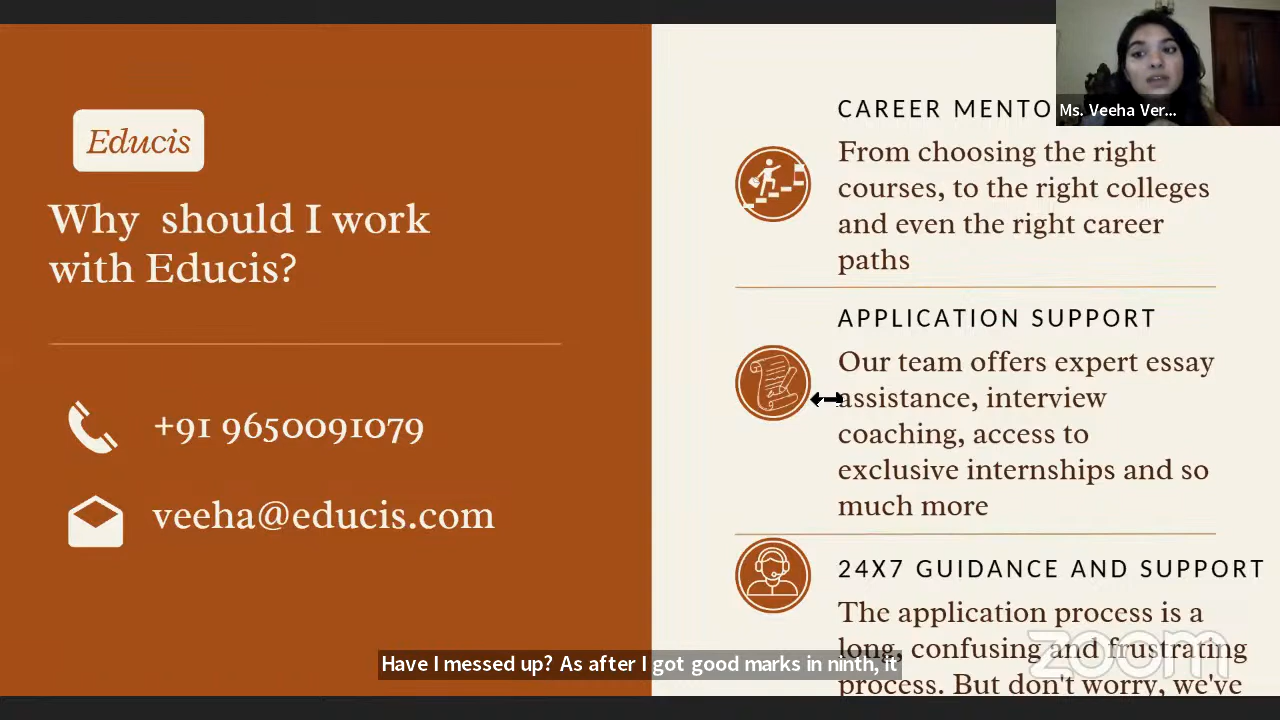 Educis
Why should I work
with Educis?
+91 9650091079
veeha@educis.com
CAREER MENTO
From choosing the right
courses, to the right colleges
and even the right career
paths
APPLICATION SUPPORT
Our team offers expert essay
assistance, interview
coaching, access to
exclusive internships and so
much more
24X7 GUIDANCE AND SUPPORT
The application process is a
long, confusing and frustrating
process. But don't worry, we've
Ms. Veeha Ver...
zoom
Have I messed up? As after I got good marks in ninth, it